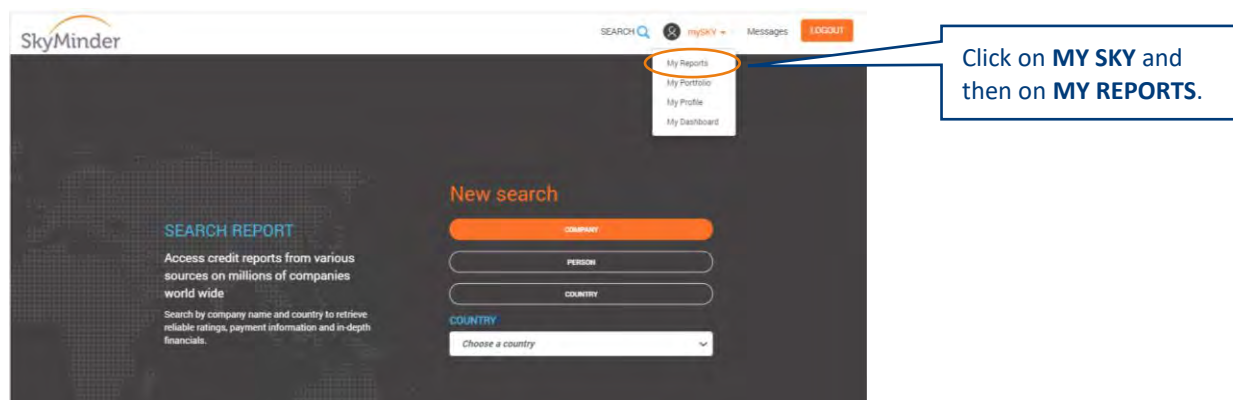 SkyMinder
SEARCH mySKY Messages LOGOUT
My Reports
My Portfolio
My Profile
My Dashboard
Click on MY SKY and
then on MY REPORTS.
New search
COMPANY
PERSON
COUNTRY
COUNTRY
Choose a country
SEARCH REPORT
Access credit reports from various
sources on millions of companies
world wide
Search by company name and country to retrieve
reliable ratings, payment information and in-depth
financials.